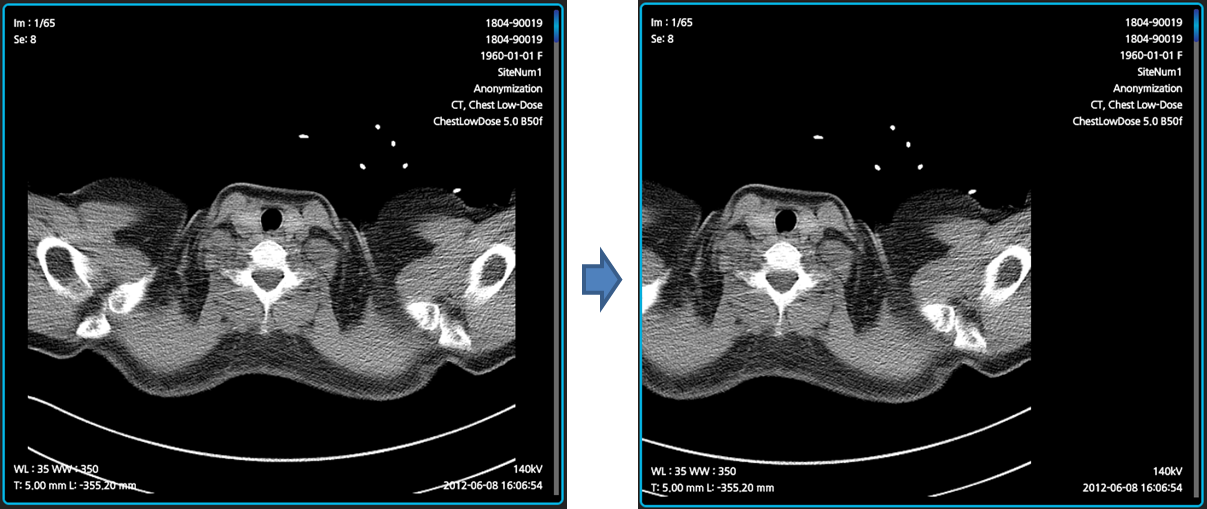 Im : 1/65
Se: 8
1804-90019
1804-90019
1960-01-01 F
SiteNum1
Anonymization
CT, Chest Low-Dose
ChestLowDose 5.0 B50f
WL : 35 WW : 350
T: 5.00 mm L: -355.20 mm
140kV
2012-06-08 16:06:54
Im : 1/65
Se: 8
1804-90019
1804-90019
1960-01-01 F
SiteNum1
Anonymization
CT, Chest Low-Dose
ChestLowDose 5.0 B50f
WL : 35 WW : 350
T: 5.00 mm L: -355.20 mm
140kV
2012-06-08 16:06:54